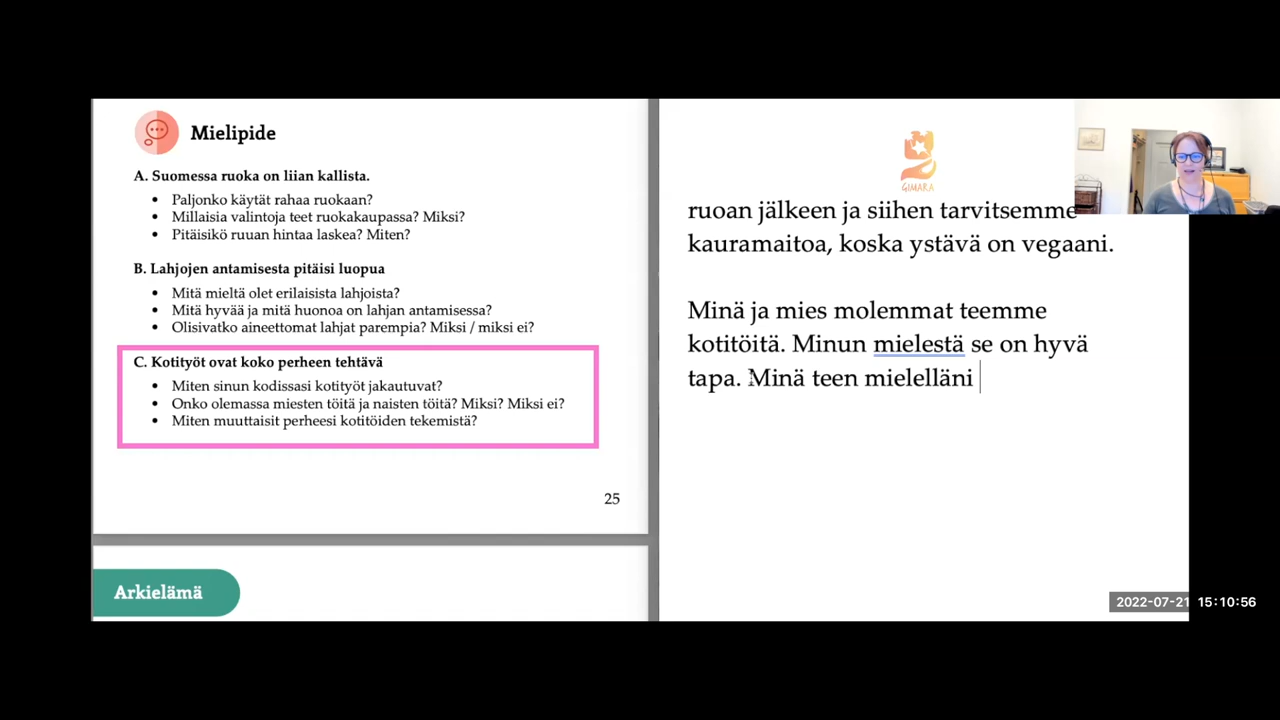 Mielipide
A. Suomessa ruoka on liian kallista.
• Paljonko käytät rahaa ruokaan?
• Millaisia valintoja teet ruokakaupassa? Miksi?
• Pitäisikö ruuan hintaa laskea? Miten?
B. Lahjojen antamisesta pitäisi luopua
• Mitä mieltä olet erilaisista lahjoista?
• Mitä hyvää ja mitä huonoa on lahjan antamisessa?
• Olisivatko aineettomat lahjat parempia? Miksi / miksi ei?
C. Kotityöt ovat koko perheen tehtävä
• Miten sinun kodissasi kotityöt jakautuvat?
• Onko olemassa miesten töitä ja naisten töitä? Miksi? Miksi ei?
• Miten muuttaisit perheesi kotitöiden tekemistä?
25
Arkielämä
GIMARA
ruoan jälkeen ja siihen tarvitsemme
kauramaitoa, koska ystävä on vegaani.
Minä ja mies molemmat teemme
kotitöitä. Minun mielestä se on hyvä
tapa. Minä teen mielelläni
2022-07-21 15:10:56